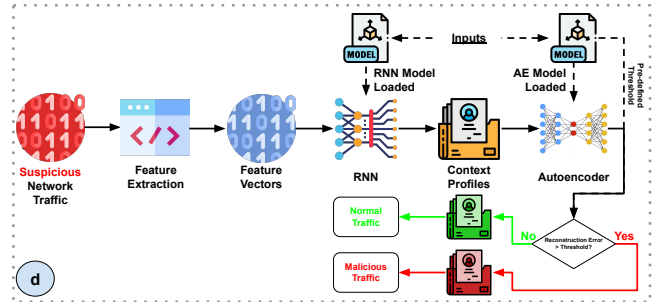 MODEL
Inputs
MODEL
RNN Model
Loaded
AE Model
Loaded
Pre-defined
Threshold
Suspicious
Network
Traffic
Feature
Extraction
Feature
Vectors
RNN
Context
Profiles
Autoencoder
Normal
Traffic
No
Reconstruction Error
> Threshold?
Yes
Malicious
Traffic
d